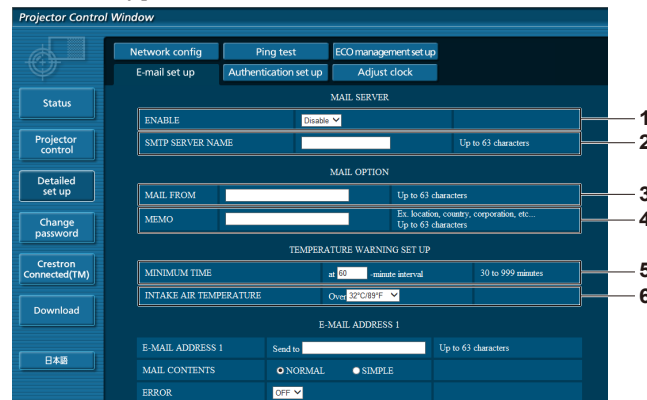 Projector Control Window
Network config Ping test ECO management set up
E-mail set up Authentication set up Adjust clock
Status
Projector control
Detailed set up
Change password
Crestron Connected(TM)
Download
日本語
MAIL SERVER
ENABLE Disable 1
SMTP SERVER NAME Up to 63 characters 2
MAIL OPTION
MAIL FROM Up to 63 characters 3
MEMO Ex. location, country, corporation, etc... 4
Up to 63 characters
TEMPERATURE WARNING SET UP
MINIMUM TIME at 60 -minute interval 30 to 999 minutes 5
INTAKE AIR TEMPERATURE Over 32°C/89°F 6
E-MAIL ADDRESS 1
E-MAIL ADDRESS 1 Send to Up to 63 characters
MAIL CONTENTS NORMAL SIMPLE
ERROR OFF